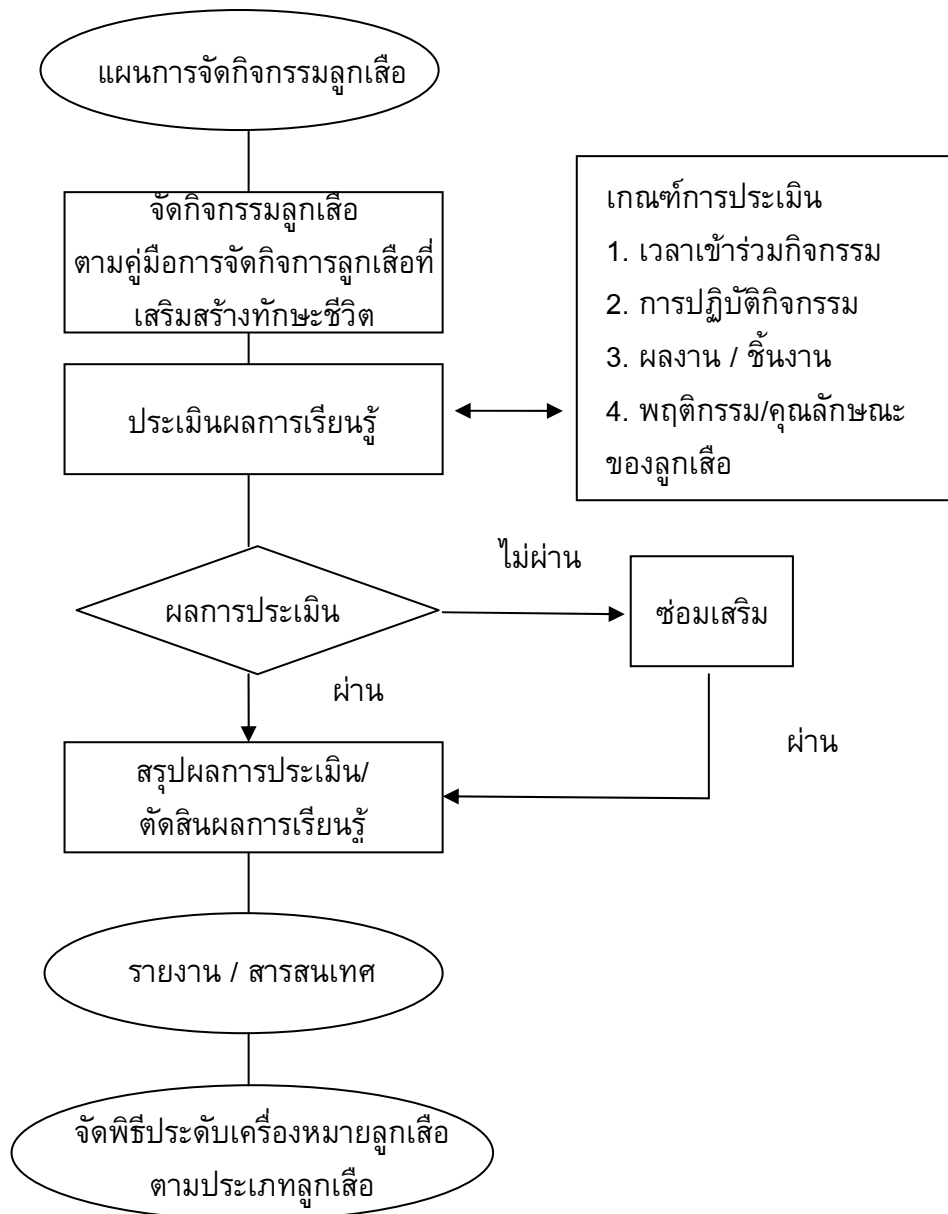 แผนการจัดกิจกรรมลูกเสือ
จัดกิจกรรมลูกเสือ
ตามคู่มือการจัดกิจการลูกเสือที่
เสริมสร้างทักษะชีวิต
เกณฑ์การประเมิน
1. เวลาเข้าร่วมกิจกรรม
2. การปฏิบัติกิจกรรม
3. ผลงาน / ชิ้นงาน
4. พฤติกรรม/คุณลักษณะ
ของลูกเสือ
ประเมินผลการเรียนรู้
ผลการประเมิน
ไม่ผ่าน
ซ่อมเสริม
ผ่าน
ผ่าน
สรุปผลการประเมิน/
ตัดสินผลการเรียนรู้
รายงาน / สารสนเทศ
จัดพิธีประดับเครื่องหมายลูกเสือ
ตามประเภทลูกเสือ